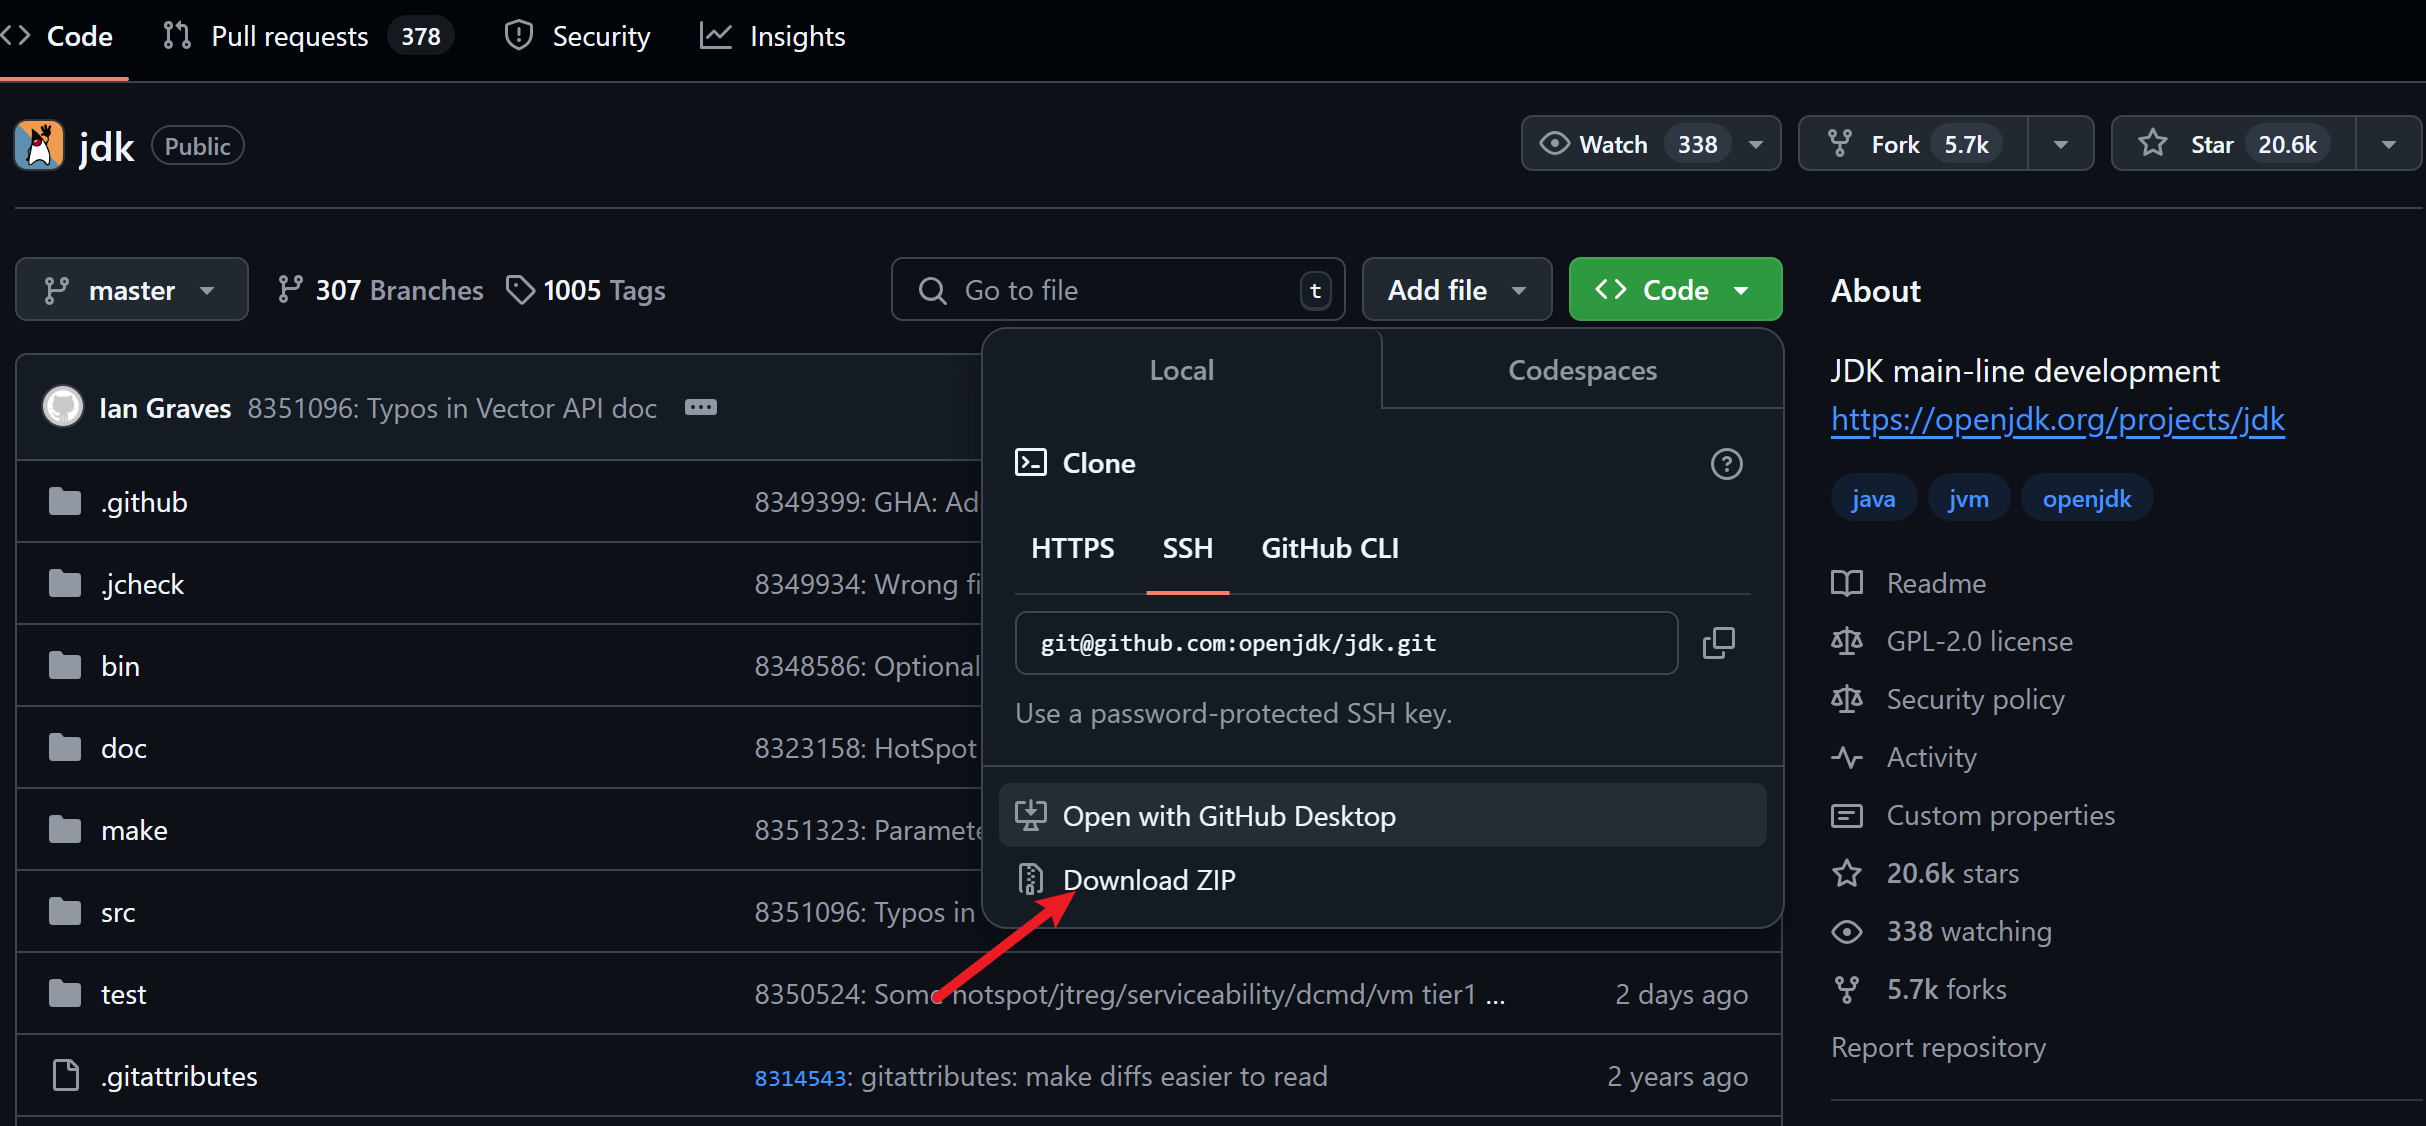 Code Pull requests 378 Security Insights
jdk Public Watch 338 Fork 5.7k Star 20.6k
master 307 Branches 1005 Tags Go to file t Add file Code
Local Codespaces
Clone
HTTPS SSH GitHub CLI
git@github.com:openjdk/jdk.git
Use a password-protected SSH key.
Open with GitHub Desktop
Download ZIP
Ian Graves 8351096: Typos in Vector API doc
.github 8349399: GHA: Ad
.jcheck 8349934: Wrong fi
bin 8348586: Optional
doc 8323158: HotSpot
make 8351323: Paramete
src 8351096: Typos in
test 8350524: Some hotspot/jtreg/serviceability/dcmd/vm tier1 ... 2 days ago
.gitattributes 8314543: gitattributes: make diffs easier to read 2 years ago
About
JDK main-line development
https://openjdk.org/projects/jdk
java jvm openjdk
Readme
GPL-2.0 license
Security policy
Activity
Custom properties
20.6k stars
338 watching
5.7k forks
Report repository